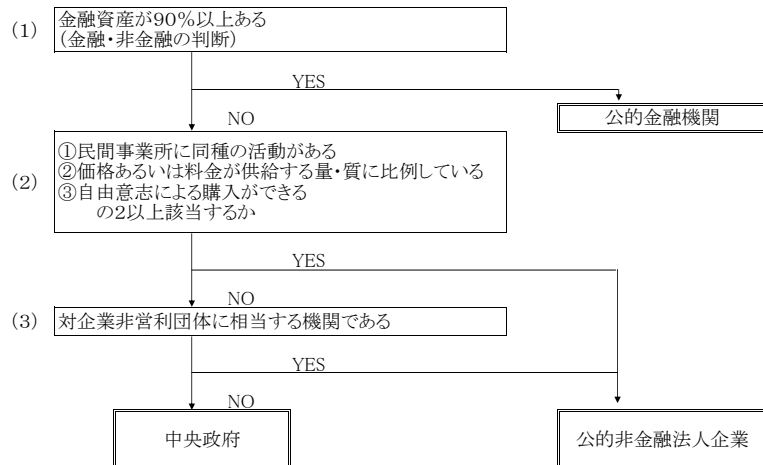 (1)
金融資産が90%以上ある
(金融・非金融の判断)
YES
NO
公的金融機関
(2)
①民間事業所に同種の活動がある
②価格あるいは料金が供給する量・質に比例している
③自由意志による購入ができる
の2以上該当するか
YES
NO
(3)
対企業非営利団体に相当する機関である
YES
NO
中央政府
公的非金融法人企業